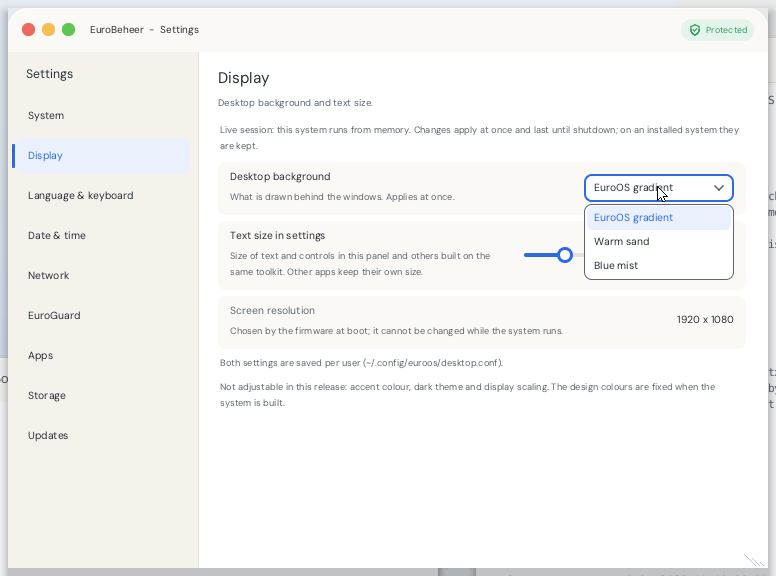 EuroBeheer - Settings
Protected
Settings
System
Display
Language & keyboard
Date & time
Network
EuroGuard
Apps
Storage
Updates
Display
Desktop background and text size.
Live session: this system runs from memory. Changes apply at once and last until shutdown; on an installed system they
are kept.
Desktop background
What is drawn behind the windows. Applies at once.
EuroOS gradient
EuroOS gradient
Warm sand
Blue mist
Text size in settings
Size of text and controls in this panel and others built on the
same toolkit. Other apps keep their own size.
Screen resolution
Chosen by the firmware at boot; it cannot be changed while the system runs.
1920 x 1080
Both settings are saved per user (~/.config/euroos/desktop.conf).
Not adjustable in this release: accent colour, dark theme and display scaling. The design colours are fixed when the
system is built.